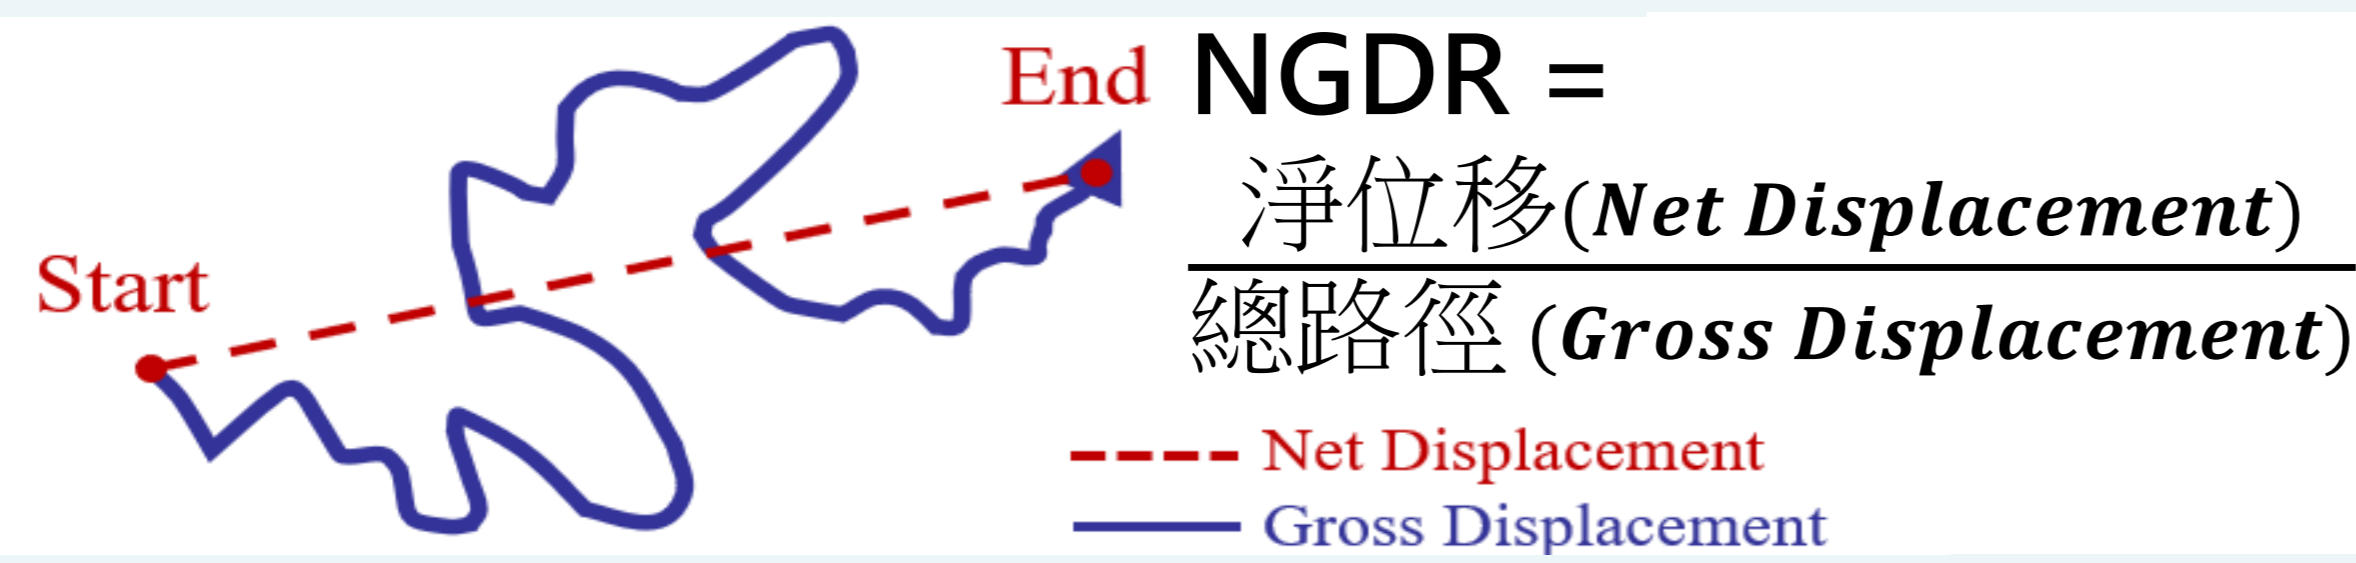 Start
End
NGDR =
淨位移(Net Displacement)
總路徑 (Gross Displacement)
Net Displacement
Gross Displacement